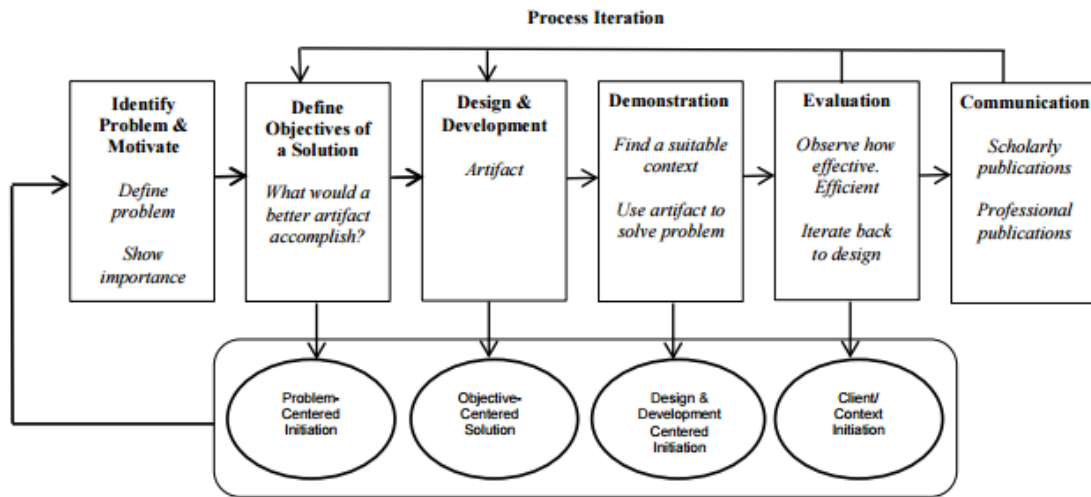 Process Iteration
Identify
Problem &
Motivate
Define
problem
Show
importance
Define
Objectives of
a Solution
What would a
better artifact
accomplish?
Design &
Development
Artifact
Demonstration
Find a suitable
context
Use artifact to
solve problem
Evaluation
Observe how
effective.
Efficient
Iterate back
to design
Communication
Scholarly
publications
Professional
publications
Problem-
Centered
Initiation
Objective-
Centered
Solution
Design &
Development
Centered
Initiation
Client/
Context
Initiation